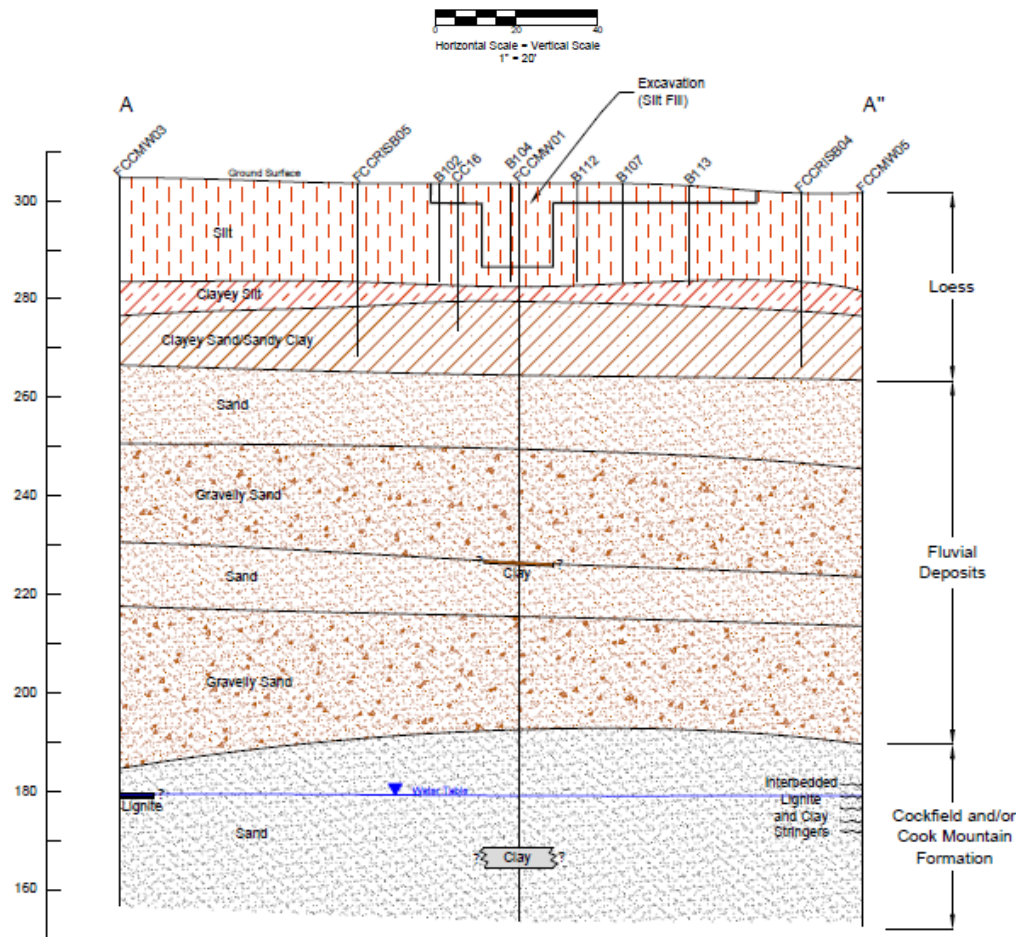 0 20 40
Horizontal Scale = Vertical Scale
1" = 20'
Excavation
(Silt Fill)
A
A"
FCCMW03
FCCRISB05
B102
CC16
B104
FCCMW01
B112
B107
B113
FCCRISB04
FCCMW05
Ground Surface
300
Silt
280
Clayey Silt
Loess
Clayey Sand/Sandy Clay
260
Sand
240
Gravelly Sand
? ?
Clay
Fluvial
Deposits
220
Sand
200
Gravelly Sand
180
Lignite
?
Water Table
Interbedded
Lignite
and Clay
Stringers
Sand
Cockfield and/or
Cook Mountain
Formation
? Clay ?
160